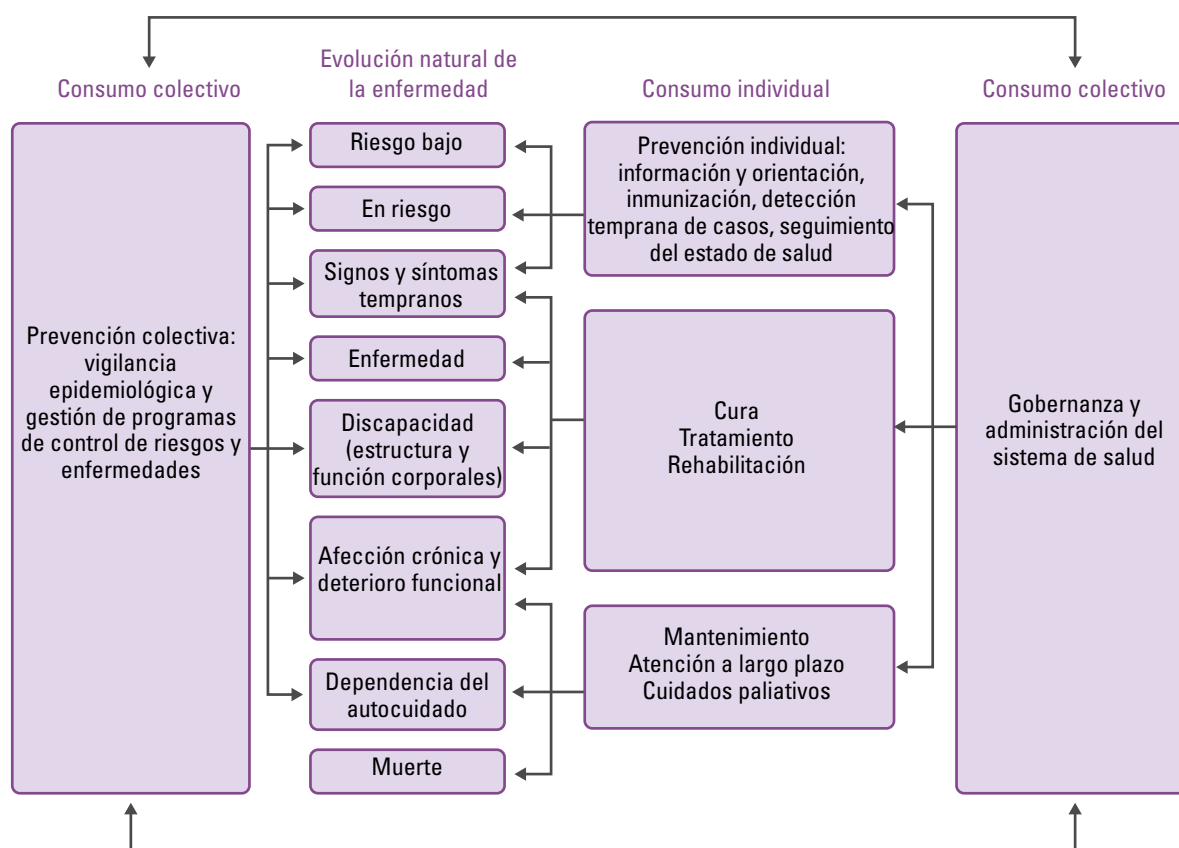 Consumo colectivo
Evolución natural de
la enfermedad
Consumo individual
Consumo colectivo
Prevención colectiva:
vigilancia
epidemiológica y
gestión de programas
de control de riesgos y
enfermedades
Riesgo bajo
En riesgo
Signos y síntomas
tempranos
Enfermedad
Discapacidad
(estructura y
función corporales)
Afección crónica y
deterioro funcional
Dependencia del
autocuidado
Muerte
Prevención individual:
información y orientación,
inmunización, detección
temprana de casos, seguimiento
del estado de salud
Cura
Tratamiento
Rehabilitación
Mantenimiento
Atención a largo plazo
Cuidados paliativos
Gobernanza y
administración del
sistema de salud